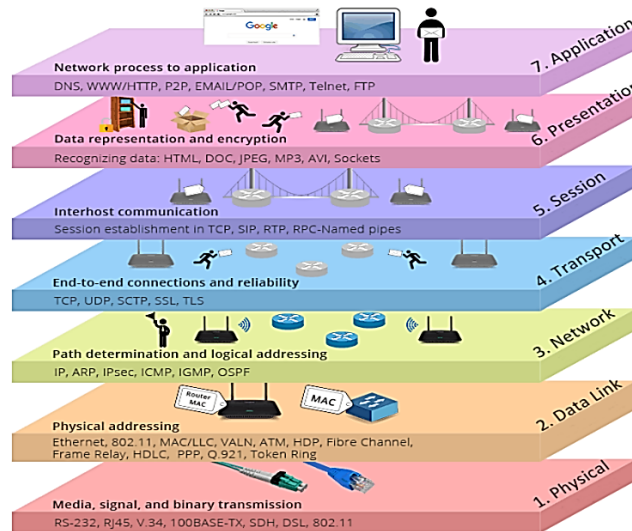 Google
Network process to application
DNS, WWW/HTTP, P2P, EMAIL/POP, SMTP, Telnet, FTP
7. Application
Data representation and encryption
Recognizing data: HTML, DOC, JPEG, MP3, AVI, Sockets
6. Presentation
Interhost communication
Session establishment in TCP, SIP, RTP, RPC-Named pipes
5. Session
End-to-end connections and reliability
TCP, UDP, SCTP, SSL, TLS
4. Transport
Path determination and logical addressing
IP, ARP, IPsec, ICMP, IGMP, OSPF
3. Network
Router
MAC
MAC
Physical addressing
Ethernet, 802.11, MAC/LLC, VALN, ATM, HDP, Fibre Channel,
Frame Relay, HDLC, PPP, Q.921, Token Ring
2. Data Link
Media, signal, and binary transmission
RS-232, RJ45, V.34, 100BASE-TX, SDH, DSL, 802.11
1. Physical